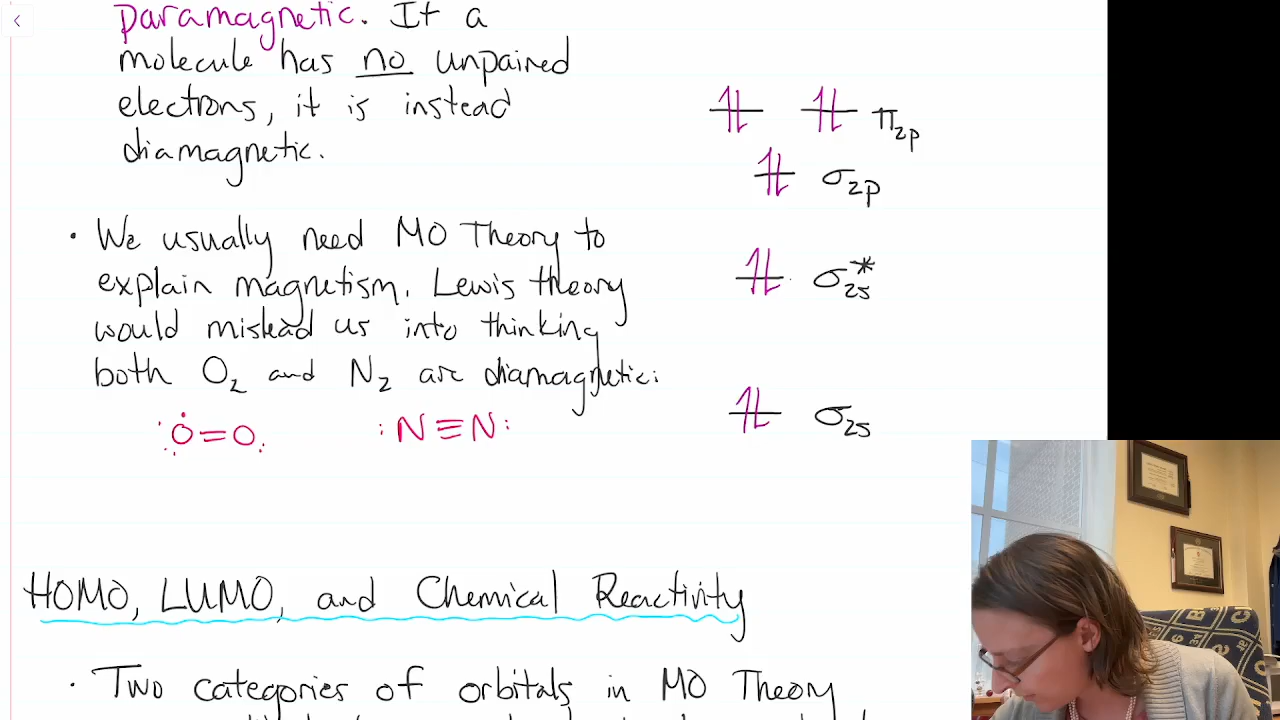 paramagnetic. If a
molecule has no unpaired
electrons, it is instead
diamagnetic.
π2p
σ2p
• We usually need MO Theory to
explain magnetism. Lewis theory
would mislead us into thinking
both O2 and N2 are diamagnetic:
σ*2s
σ2s
:O=O: :N≡N:
HOMO, LUMO, and Chemical Reactivity
• Two categories of orbitals in MO Theory